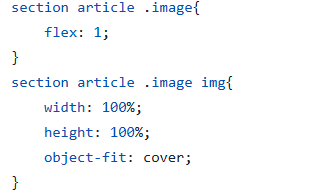 section article .image{
    flex: 1;
}
section article .image img{
    width: 100%;
    height: 100%;
    object-fit: cover;
}